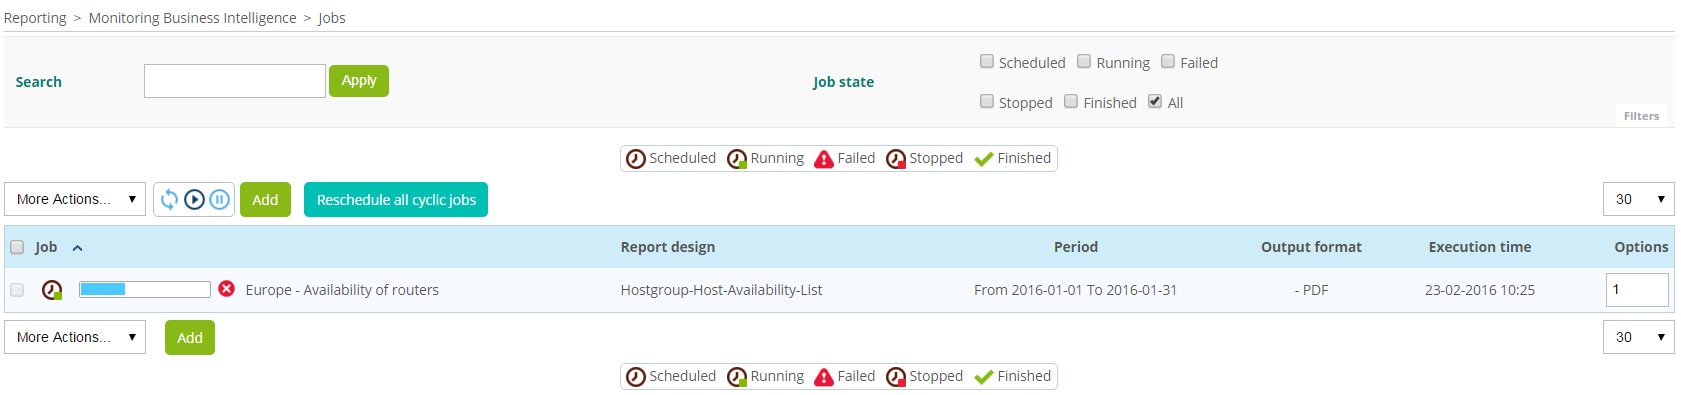 Reporting > Monitoring Business Intelligence > Jobs
Search Apply Job state Scheduled Running Failed
Stopped Finished All
Filters
Scheduled Running Failed Stopped Finished
More Actions... Add Reschedule all cyclic jobs 30
Job Report design Period Output format Execution time Options
Europe - Availability of routers Hostgroup-Host-Availability-List From 2016-01-01 To 2016-01-31 - PDF 23-02-2016 10:25 1
More Actions... Add 30
Scheduled Running Failed Stopped Finished